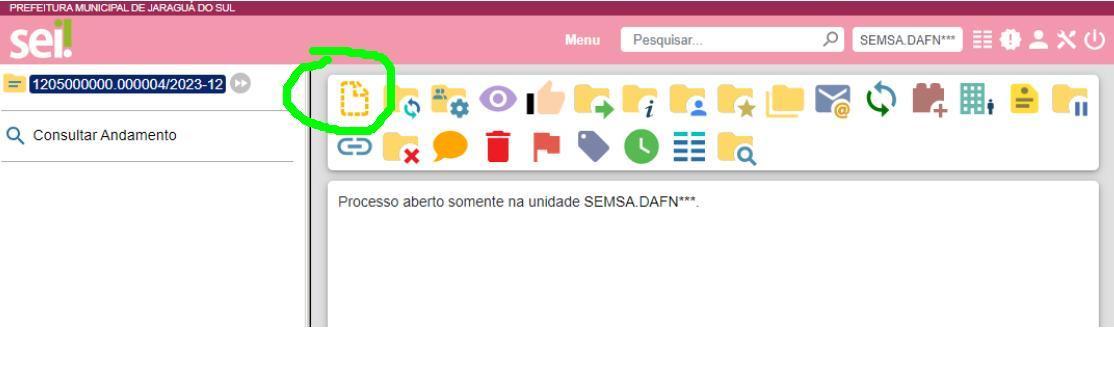 PREFEITURA MUNICIPAL DE JARAGUÁ DO SUL
sei!
Menu
Pesquisar...
SEMSA.DAFN***
1205000000.000004/2023-12
Consultar Andamento
Processo aberto somente na unidade SEMSA.DAFN***.